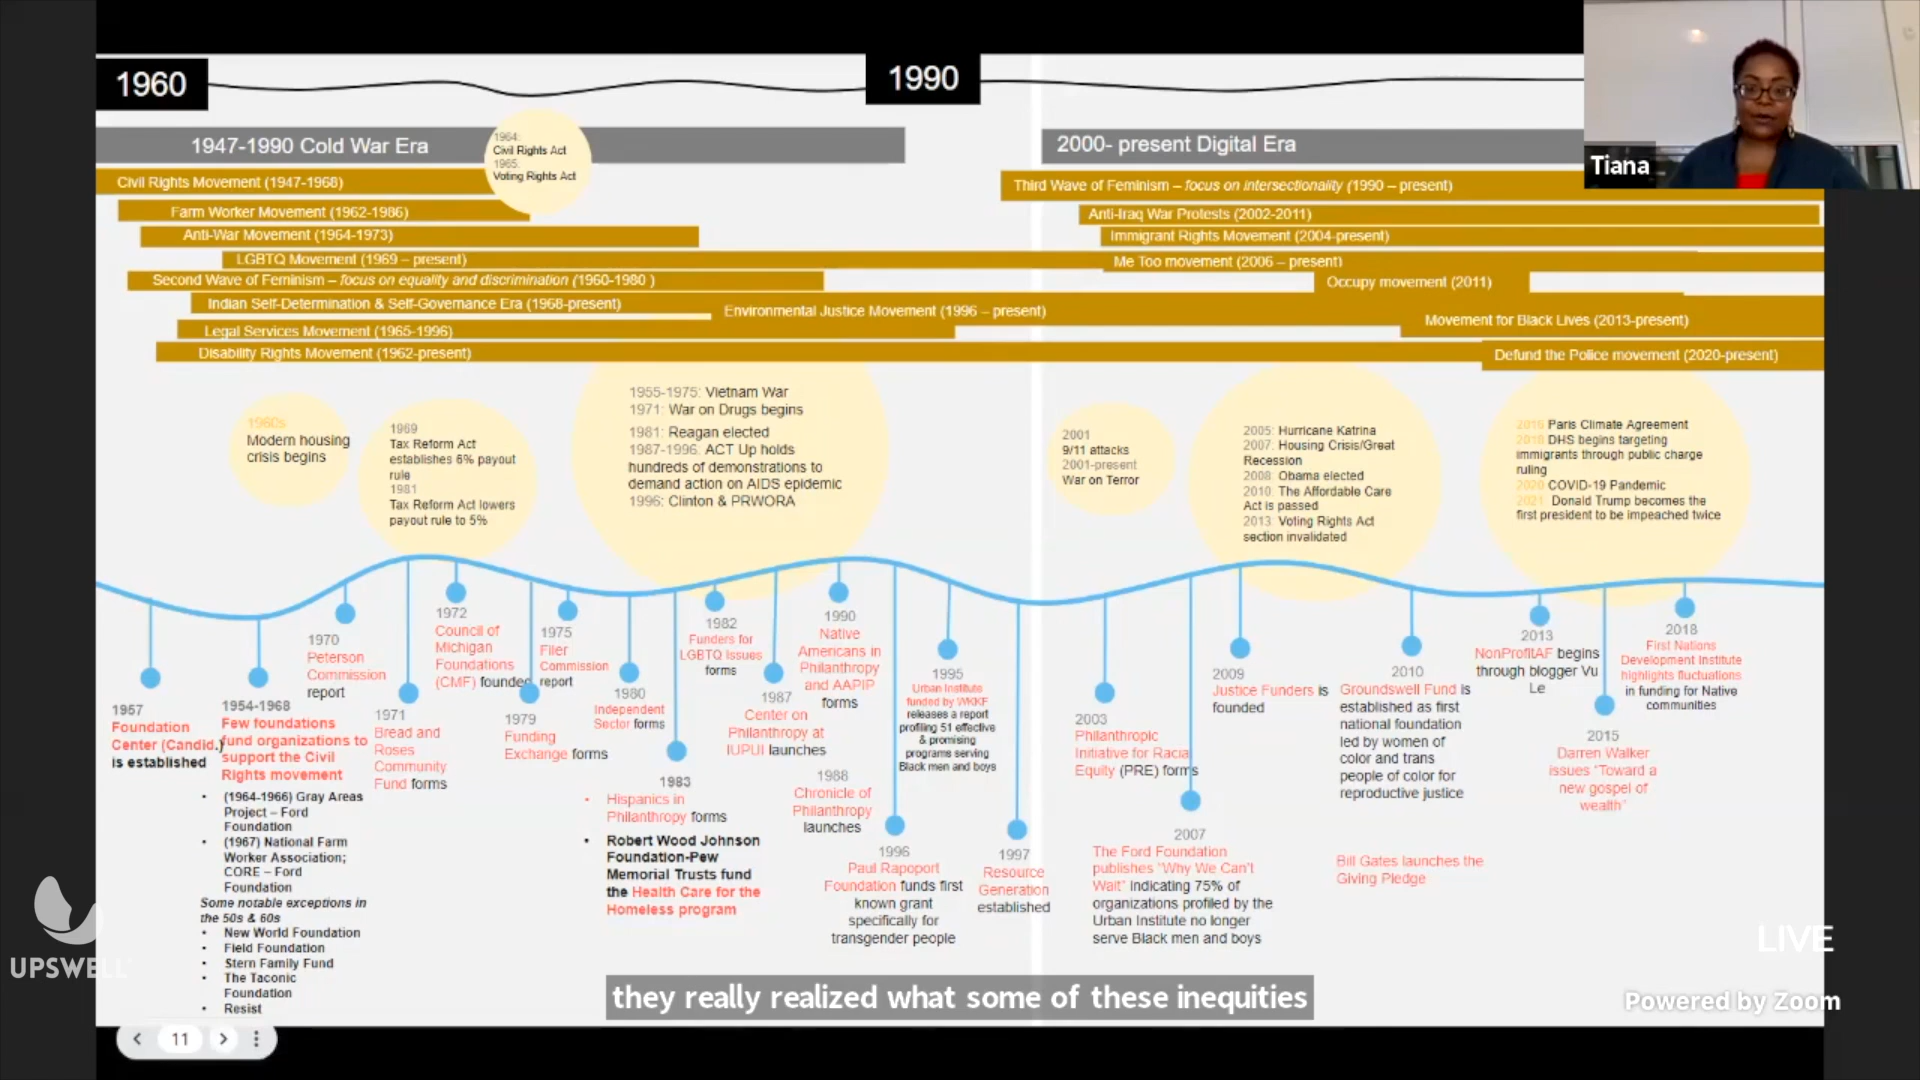 1960
1990
1947-1990 Cold War Era
1964:
Civil Rights Act
1965:
Voting Rights Act
2000- present Digital Era
Tiana
Civil Rights Movement (1947-1968)
Farm Worker Movement (1962-1986)
Anti-War Movement (1964-1973)
LGBTQ Movement (1969 – present)
Second Wave of Feminism – focus on equality and discrimination (1960-1980 )
Indian Self-Determination & Self-Governance Era (1968-present)
Legal Services Movement (1965-1996)
Disability Rights Movement (1962-present)
Environmental Justice Movement (1996 – present)
Third Wave of Feminism – focus on intersectionality (1990 – present)
Anti-Iraq War Protests (2002-2011)
Immigrant Rights Movement (2004-present)
Me Too movement (2006 – present)
Occupy movement (2011)
Movement for Black Lives (2013-present)
Defund the Police movement (2020-present)
1960s
Modern housing
crisis begins
1969
Tax Reform Act
establishes 6% payout
rule
1981
Tax Reform Act lowers
payout rule to 5%
1955-1975: Vietnam War
1971: War on Drugs begins
1981: Reagan elected
1987-1996: ACT Up holds
hundreds of demonstrations to
demand action on AIDS epidemic
1996: Clinton & PRWORA
2001
9/11 attacks
2001-present
War on Terror
2005: Hurricane Katrina
2007: Housing Crisis/Great
Recession
2008: Obama elected
2010: The Affordable Care
Act is passed
2013: Voting Rights Act
section invalidated
Paris Climate Agreement
DHS begins targeting
immigrants through public charge
ruling
2020: COVID-19 Pandemic
2021: Donald Trump becomes the
first president to be impeached twice
1957
Foundation
Center (Candid.)
is established
1954-1968
Few foundations
fund organizations to
support the Civil
Rights movement
• (1964-1966) Gray Areas
Project – Ford
Foundation
• (1967) National Farm
Worker Association;
CORE – Ford
Foundation
Some notable exceptions in
the 50s & 60s
• New World Foundation
• Field Foundation
• Stern Family Fund
• The Taconic
Foundation
• Resist
1970
Peterson
Commission
report
1971
Bread and
Roses
Community
Fund forms
1972
Council of
Michigan
Foundations
(CMF) founded
1975
Filer
Commission
report
1979
Funding
Exchange forms
1980
Independent
Sector forms
1983
• Hispanics in
Philanthropy forms
• Robert Wood Johnson
Foundation-Pew
Memorial Trusts fund
the Health Care for the
Homeless program
1982
Funders for
LGBTQ Issues
forms
1987
Center on
Philanthropy at
IUPUI launches
1988
Chronicle of
Philanthropy
launches
1990
Native
Americans in
Philanthropy
and AAPIP
forms
1996
Paul Rapoport
Foundation funds first
known grant
specifically for
transgender people
1995
Urban Institute
funded by WKKF
releases a report
profiling 51 effective
& promising
programs serving
Black men and boys
1997
Resource
Generation
established
2003
Philanthropic
Initiative for Racia
Equity (PRE) forms
2007
The Ford Foundation
publishes "Why We Can't
Wait" indicating 75% of
organizations profiled by the
Urban Institute no longer
serve Black men and boys
2009
Justice Funders is
founded
2010
Groundswell Fund is
established as first
national foundation
led by women of
color and trans
people of color for
reproductive justice
Bill Gates launches the
Giving Pledge
2013
NonProfitAF begins
through blogger Vu
Le
2015
Darren Walker
issues "Toward a
new gospel of
wealth"
2018
First Nations
Development Institute
highlights fluctuations
in funding for Native
communities
UPSWELL
LIVE
Powered by Zoom
they really realized what some of these inequities
11